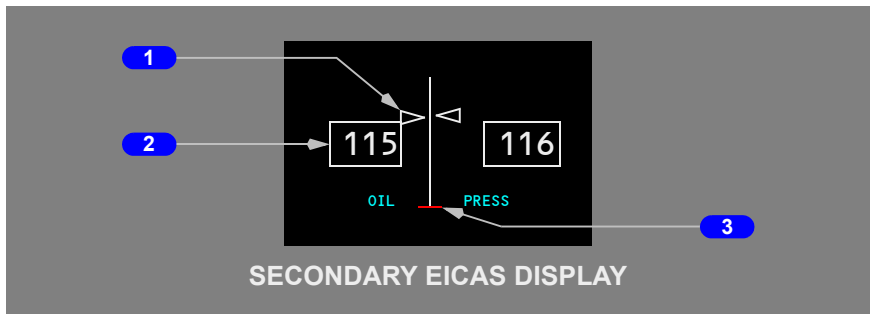 1
2
115
116
OIL PRESS
3
SECONDARY EICAS DISPLAY